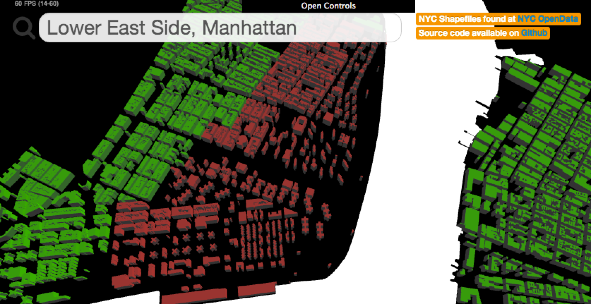 60 FPS (14-60)
Open Controls
Lower East Side, Manhattan
NYC Shapefiles found at NYC OpenData
Source code available on Github